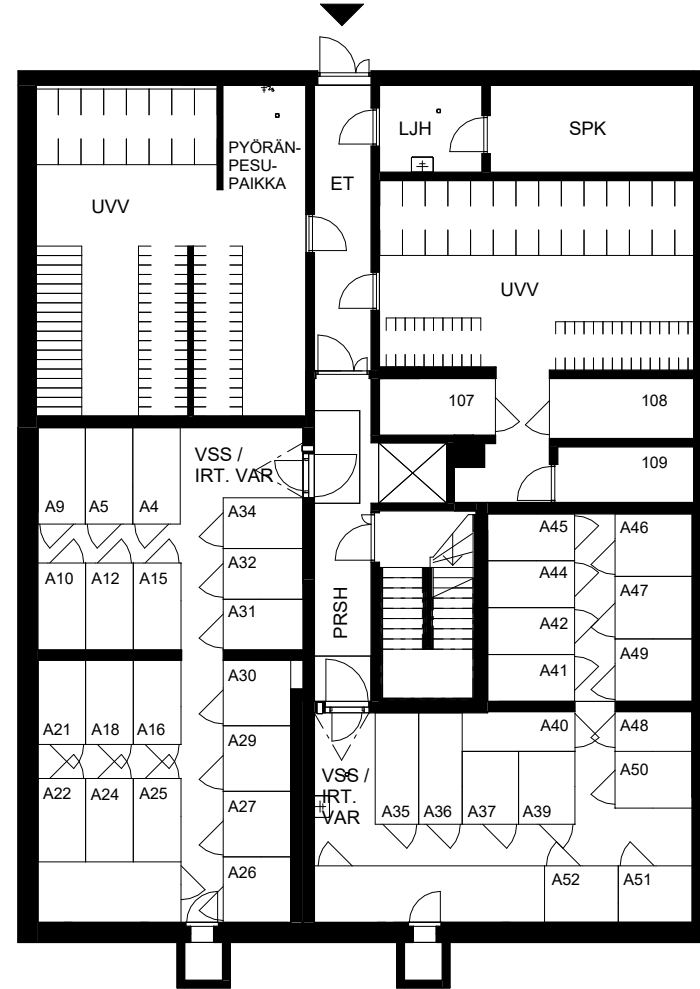 PYÖRÄN-
PESU-
PAIKKA
UVV
ET
LJH
SPK
UVV
107
108
109
VSS /
IRT. VAR
A9
A5
A4
A34
A10
A12
A15
A32
A31
PRSH
A45
A46
A44
A47
A42
A49
A41
A30
A21
A18
A16
A29
A22
A24
A25
A27
A26
A40
A48
A50
VSS /
IRT.
VAR
A35
A36
A37
A39
A52
A51